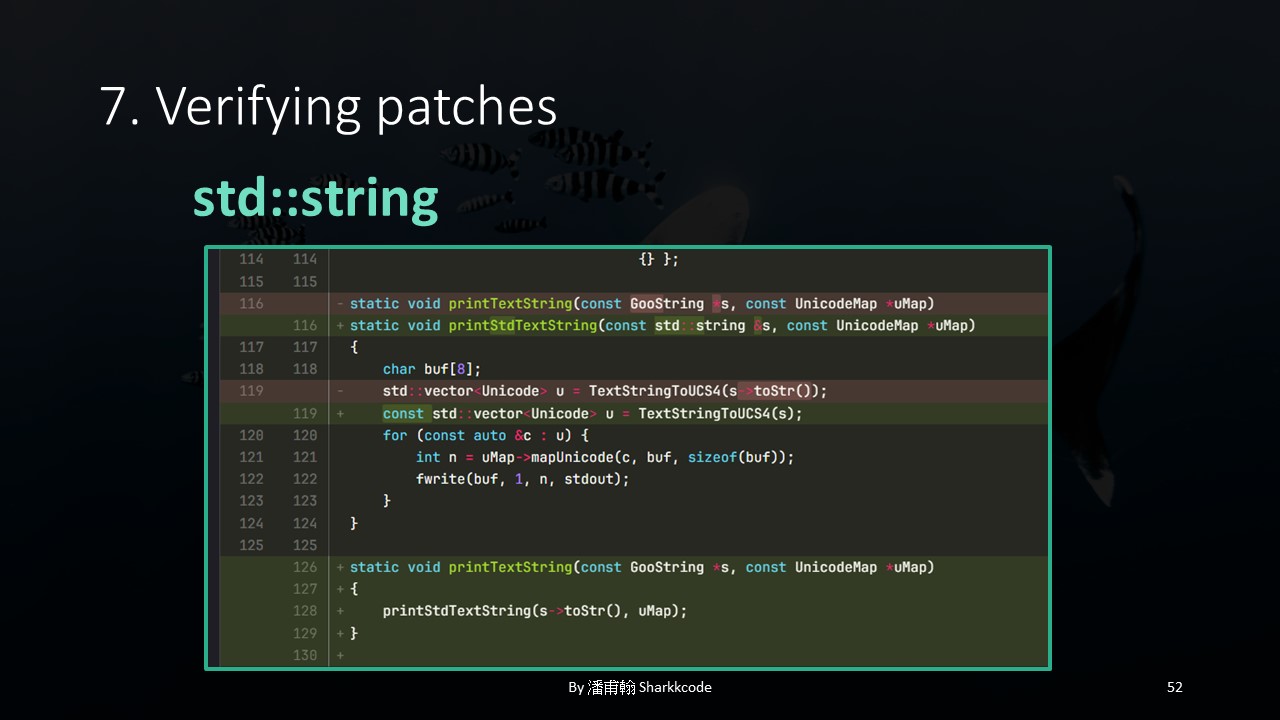 7. Verifying patches
std::string
114 114 {} };
115 115
116 - static void printTextString(const GooString *s, const UnicodeMap *uMap)
116 + static void printStdTextString(const std::string &s, const UnicodeMap *uMap)
117 117 {
118 118 char buf[8];
119 - std::vector<Unicode> u = TextStringToUCS4(s->toStr());
119 + const std::vector<Unicode> u = TextStringToUCS4(s);
120 120 for (const auto &c : u) {
121 121 int n = uMap->mapUnicode(c, buf, sizeof(buf));
122 122 fwrite(buf, 1, n, stdout);
123 123 }
124 124 }
125 125
126 + static void printTextString(const GooString *s, const UnicodeMap *uMap)
127 + {
128 + printStdTextString(s->toStr(), uMap);
129 + }
130 +
By 潘甫翰 Sharkkcode
52